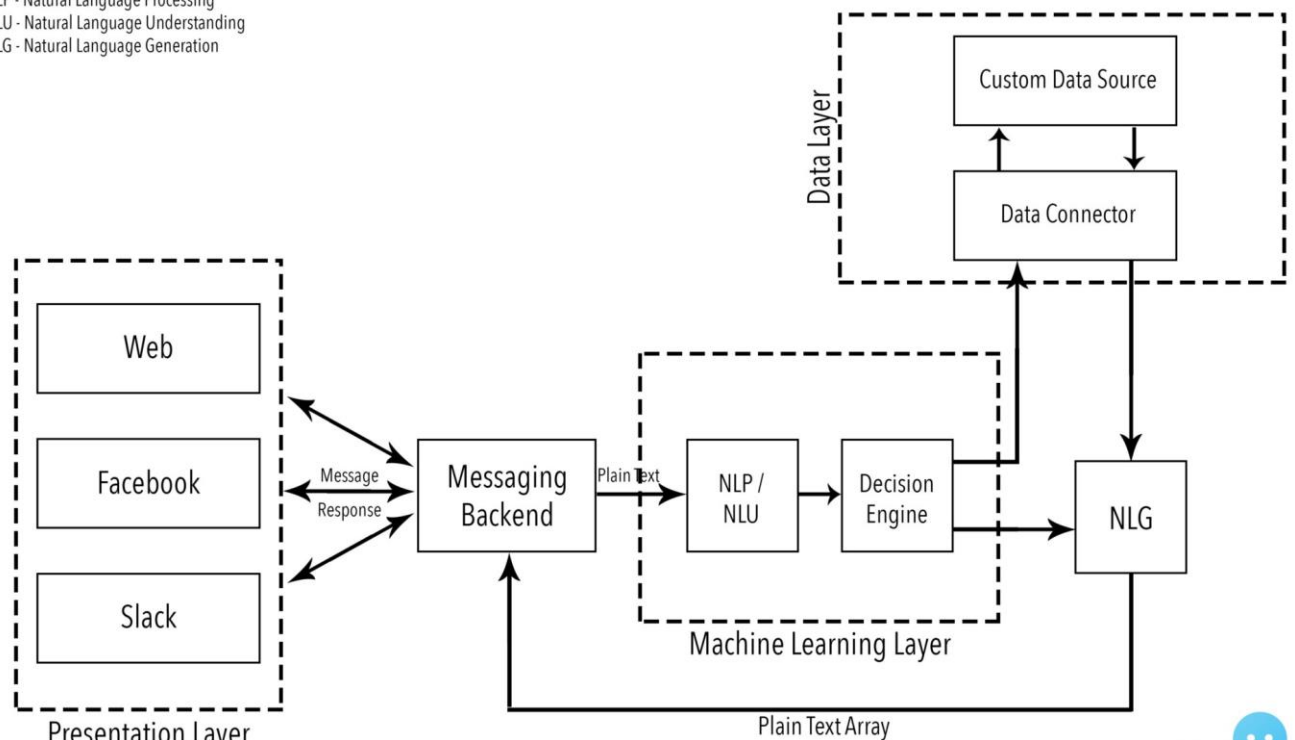 LP - Natural Language Processing
LU - Natural Language Understanding
LG - Natural Language Generation
Data Layer
Custom Data Source
Data Connector
Web
Facebook
Slack
Presentation Layer
Message
Response
Messaging
Backend
Plain Text
NLP /
NLU
Decision
Engine
Machine Learning Layer
NLG
Plain Text Array